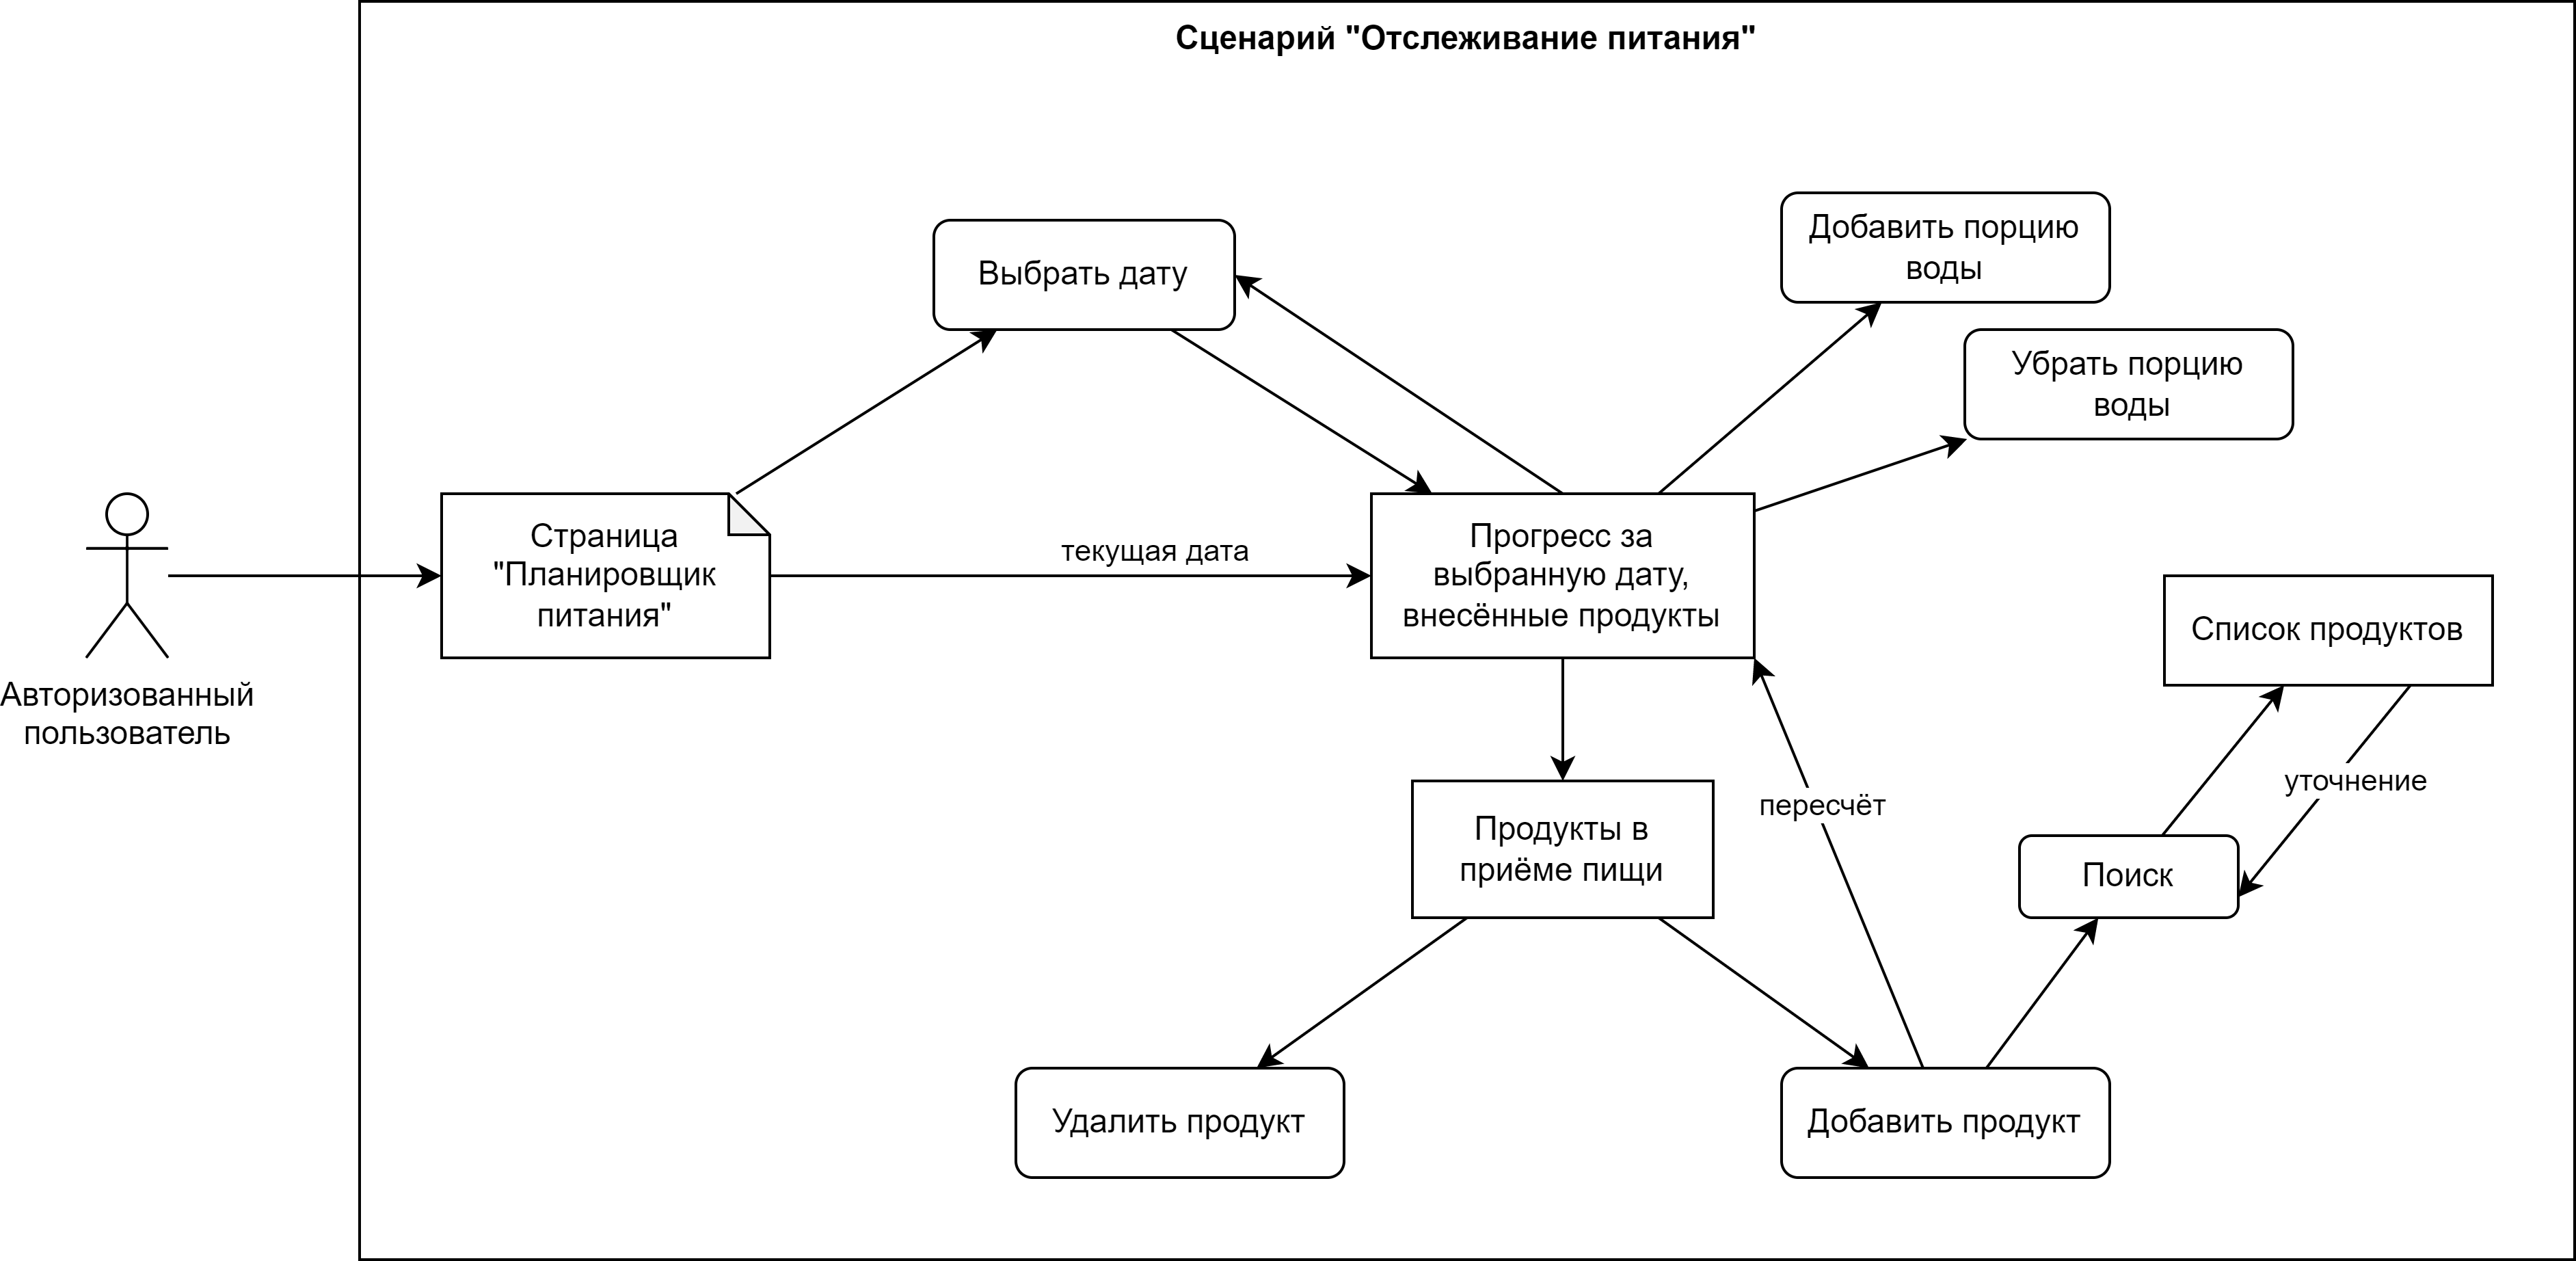 Сценарий "Отслеживание питания"
Добавить порцию
воды
Выбрать дату
Убрать порцию
воды
Авторизованный
пользователь
Страница
"Планировщик
питания"
текущая дата
Прогресс за
выбранную дату,
внесённые продукты
Список продуктов
уточнение
пересчёт
Продукты в
приёме пищи
Поиск
Удалить продукт
Добавить продукт